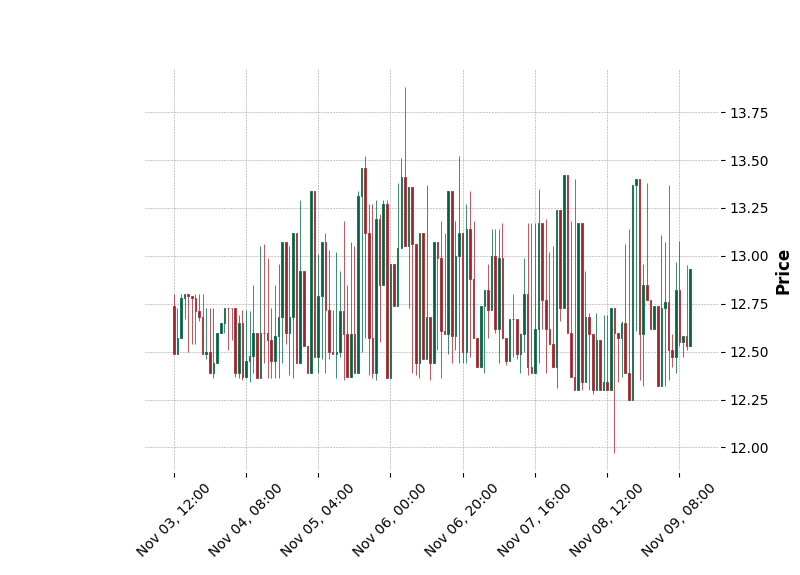 13.75
13.50
13.25
13.00
12.75
12.50
12.25
12.00
Price
Nov 03, 12:00
Nov 04, 08:00
Nov 05, 04:00
Nov 06, 00:00
Nov 06, 20:00
Nov 07, 16:00
Nov 08, 12:00
Nov 09, 08:00